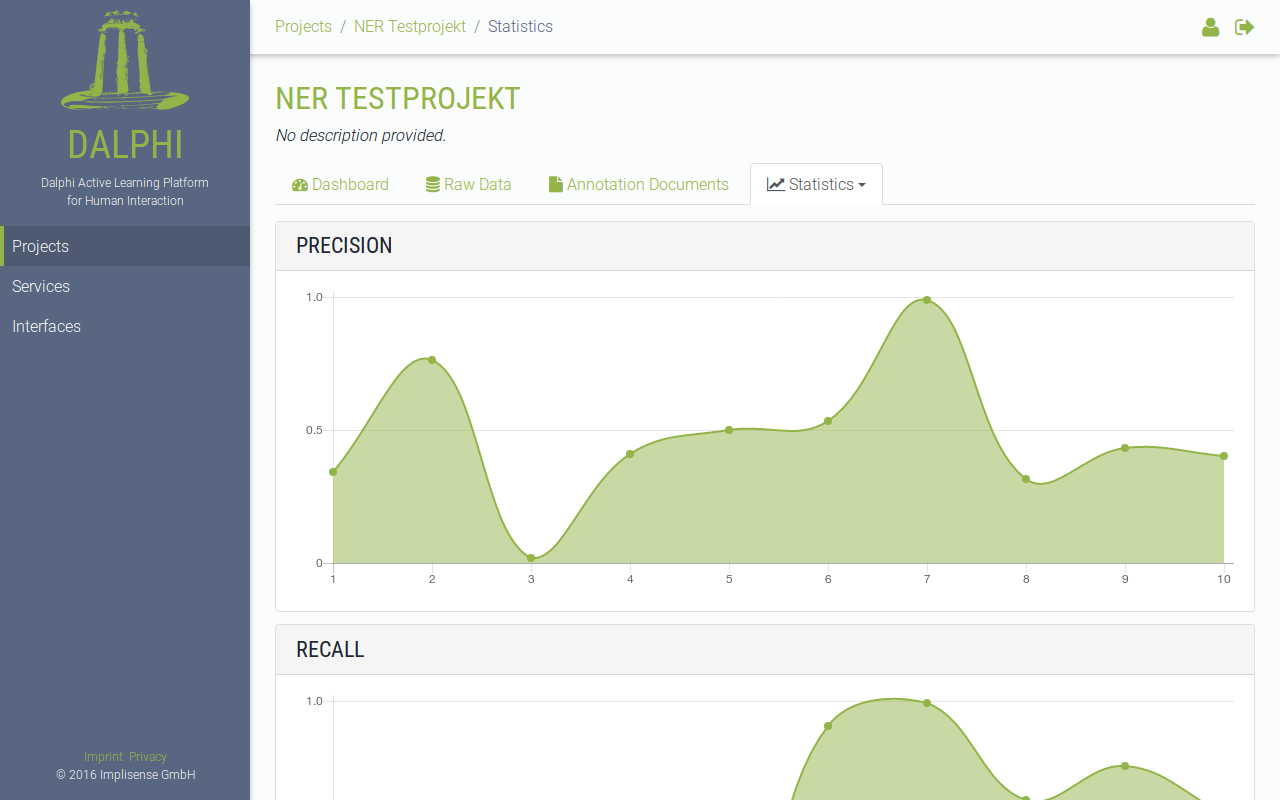 DALPHI
Dalphi Active Learning Platform
for Human Interaction
Projects
Services
Interfaces
Imprint Privacy
© 2016 Implisense GmbH
Projects / NER Testprojekt / Statistics
NER TESTPROJEKT
No description provided.
Dashboard Raw Data Annotation Documents Statistics
PRECISION
1.0
0.5
0
1 2 3 4 5 6 7 8 9 10
RECALL
1.0